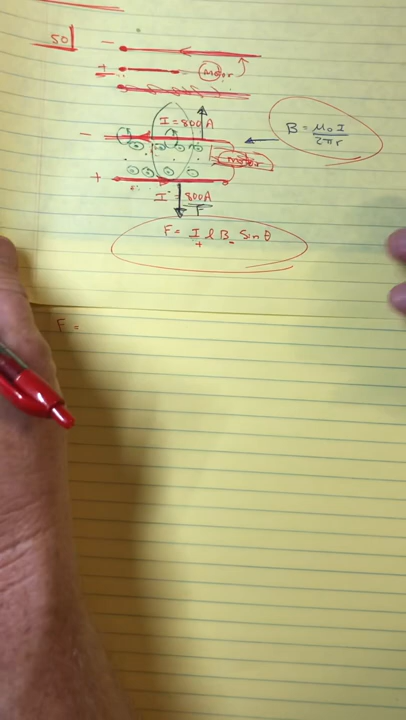 50
-
+ motor
I = 800A
- motor
B = μ₀ I / 2πr
+
I = 800A
F
F = I₊ ℓ B₋ Sin θ
F =